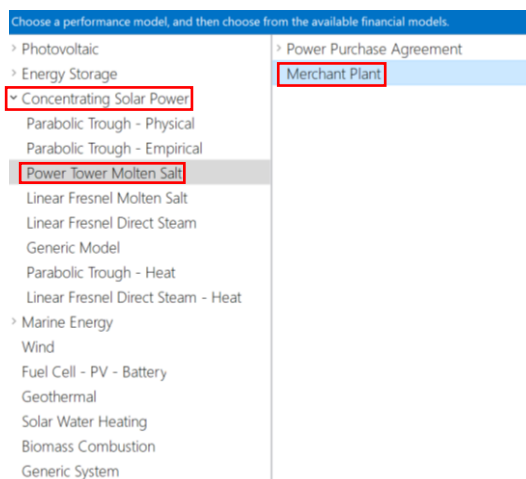 Choose a performance model, and then choose from the available financial models.
> Photovoltaic
> Energy Storage
Concentrating Solar Power
Parabolic Trough - Physical
Parabolic Trough - Empirical
Power Tower Molten Salt
Linear Fresnel Molten Salt
Linear Fresnel Direct Steam
Generic Model
Parabolic Trough - Heat
Linear Fresnel Direct Steam - Heat
> Marine Energy
Wind
Fuel Cell - PV - Battery
Geothermal
Solar Water Heating
Biomass Combustion
Generic System
> Power Purchase Agreement
Merchant Plant